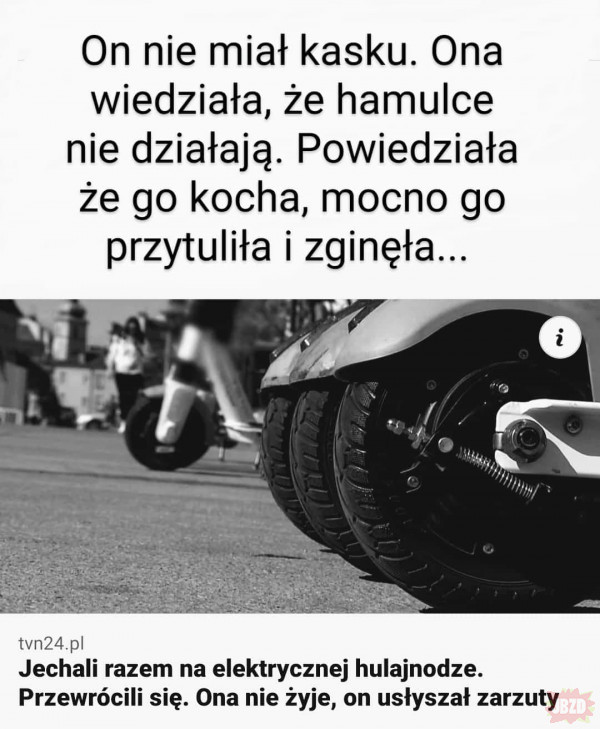 On nie miał kasku. Ona
wiedziała, że hamulce
nie działają. Powiedziała
że go kocha, mocno go
przytuliła i zginęła...
i
tvn24.pl
Jechali razem na elektrycznej hulajnodze.
Przewrócili się. Ona nie żyje, on usłyszał zarzuty
JBZD